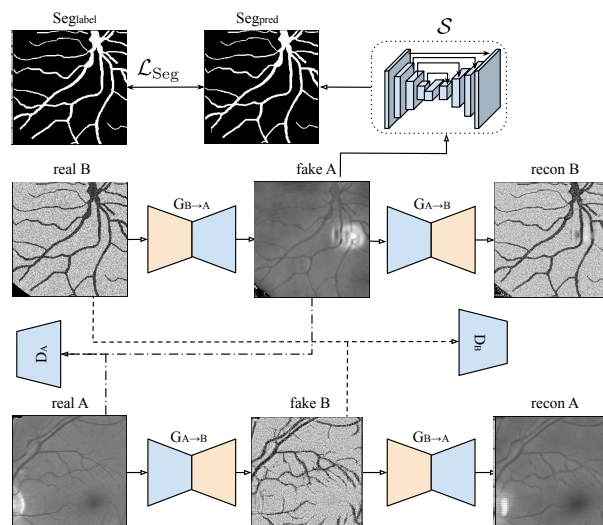 Seglabel
Segpred
S
LSeg
real B
fake A
recon B
GB→A
GA→B
DA
DB
real A
fake B
recon A
GA→B
GB→A